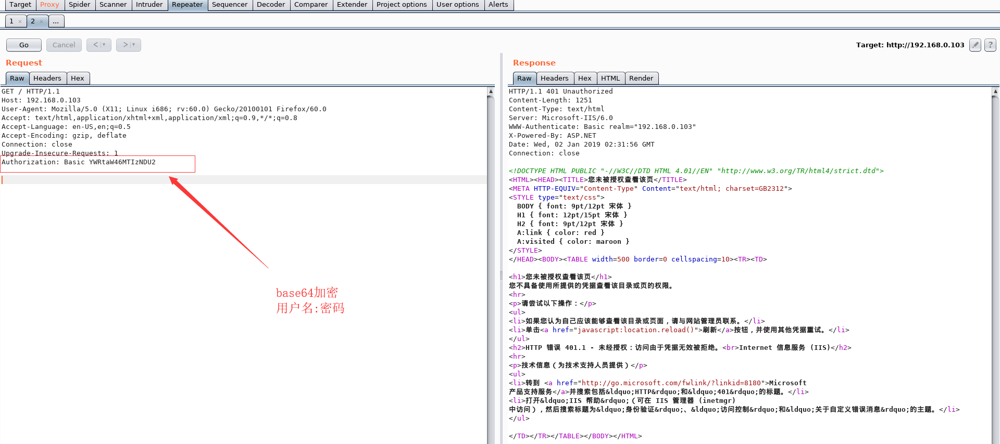 Target Proxy Spider Scanner Intruder Repeater Sequencer Decoder Comparer Extender Project options User options Alerts
1 × 2 × ...
Go Cancel < ▾ > ▾ Target: http://192.168.0.103 ?
Request
Raw Headers Hex
GET / HTTP/1.1
Host: 192.168.0.103
User-Agent: Mozilla/5.0 (X11; Linux i686; rv:60.0) Gecko/20100101 Firefox/60.0
Accept: text/html,application/xhtml+xml,application/xml;q=0.9,*/*;q=0.8
Accept-Language: en-US,en;q=0.5
Accept-Encoding: gzip, deflate
Connection: close
Upgrade-Insecure-Requests: 1
Authorization: Basic YWRtaW46MTIzNDU2
base64加密
用户名:密码
Response
Raw Headers Hex HTML Render
HTTP/1.1 401 Unauthorized
Content-Length: 1251
Content-Type: text/html
Server: Microsoft-IIS/6.0
WWW-Authenticate: Basic realm="192.168.0.103"
X-Powered-By: ASP.NET
Date: Wed, 02 Jan 2019 02:31:56 GMT
Connection: close
<!DOCTYPE HTML PUBLIC "-//W3C//DTD HTML 4.01//EN" "http://www.w3.org/TR/html4/strict.dtd">
<HTML><HEAD><TITLE>您未被授权查看该页</TITLE>
<META HTTP-EQUIV="Content-Type" Content="text/html; charset=GB2312">
<STYLE type="text/css">
  BODY { font: 9pt/12pt 宋体 }
  H1 { font: 12pt/15pt 宋体 }
  H2 { font: 9pt/12pt 宋体 }
  A:link { color: red }
  A:visited { color: maroon }
</STYLE>
</HEAD><BODY><TABLE width=500 border=0 cellspacing=10><TR><TD>
<h1>您未被授权查看该页</h1>
您不具备使用所提供的凭据查看该目录或页的权限。
<hr>
<p>请尝试以下操作：</p>
<ul>
<li>如果您认为自己应该能够查看该目录或页面，请与网站管理员联系。</li>
<li>单击<a href="javascript:location.reload()">刷新</a>按钮，并使用其他凭据重试。</li>
</ul>
<h2>HTTP 错误 401.1 - 未经授权：访问由于凭据无效被拒绝。<br>Internet 信息服务 (IIS)</h2>
<hr>
<p>技术信息（为技术支持人员提供）</p>
<ul>
<li>转到 <a href="http://go.microsoft.com/fwlink/?linkid=8180">Microsoft
产品支持服务</a>并搜索包括&ldquo;HTTP&rdquo;和&ldquo;401&rdquo;的标题。</li>
<li>打开&ldquo;IIS 帮助&rdquo;（可在 IIS 管理器 (inetmgr)
中访问），然后搜索标题为&ldquo;身份验证&rdquo;、&ldquo;访问控制&rdquo;和&ldquo;关于自定义错误消息&rdquo;的主题。</li>
</ul>
</TD></TR></TABLE></BODY></HTML>